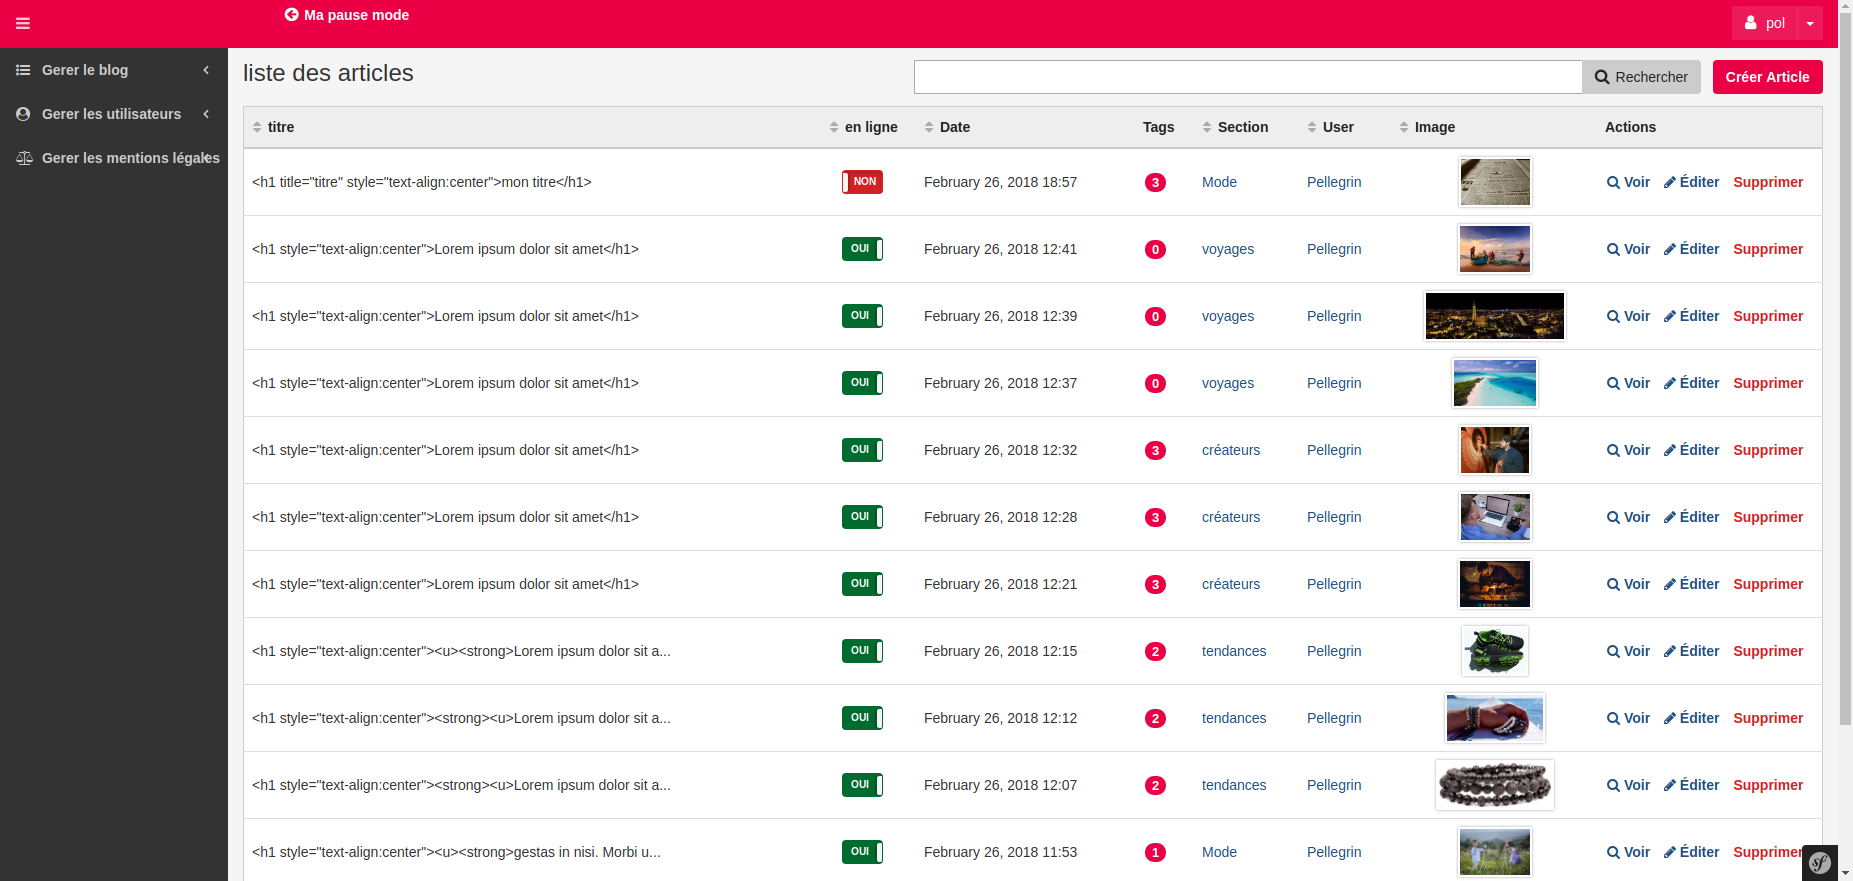 Ma pause mode
pol
Gerer le blog
Gerer les utilisateurs
Gerer les mentions légales
liste des articles
Rechercher
Créer Article
titre en ligne Date Tags Section User Image Actions
<h1 title="titre" style="text-align:center">mon titre</h1> NON February 26, 2018 18:57 3 Mode Pellegrin Voir Éditer Supprimer
<h1 style="text-align:center">Lorem ipsum dolor sit amet</h1> OUI February 26, 2018 12:41 0 voyages Pellegrin Voir Éditer Supprimer
<h1 style="text-align:center">Lorem ipsum dolor sit amet</h1> OUI February 26, 2018 12:39 0 voyages Pellegrin Voir Éditer Supprimer
<h1 style="text-align:center">Lorem ipsum dolor sit amet</h1> OUI February 26, 2018 12:37 0 voyages Pellegrin Voir Éditer Supprimer
<h1 style="text-align:center">Lorem ipsum dolor sit amet</h1> OUI February 26, 2018 12:32 3 créateurs Pellegrin Voir Éditer Supprimer
<h1 style="text-align:center">Lorem ipsum dolor sit amet</h1> OUI February 26, 2018 12:28 3 créateurs Pellegrin Voir Éditer Supprimer
<h1 style="text-align:center">Lorem ipsum dolor sit amet</h1> OUI February 26, 2018 12:21 3 créateurs Pellegrin Voir Éditer Supprimer
<h1 style="text-align:center"><u><strong>Lorem ipsum dolor sit a... OUI February 26, 2018 12:15 2 tendances Pellegrin Voir Éditer Supprimer
<h1 style="text-align:center"><strong><u>Lorem ipsum dolor sit a... OUI February 26, 2018 12:12 2 tendances Pellegrin Voir Éditer Supprimer
<h1 style="text-align:center"><strong><u>Lorem ipsum dolor sit a... OUI February 26, 2018 12:07 2 tendances Pellegrin Voir Éditer Supprimer
<h1 style="text-align:center"><u><strong>gestas in nisi. Morbi u... OUI February 26, 2018 11:53 1 Mode Pellegrin Voir Éditer Supprimer
sf